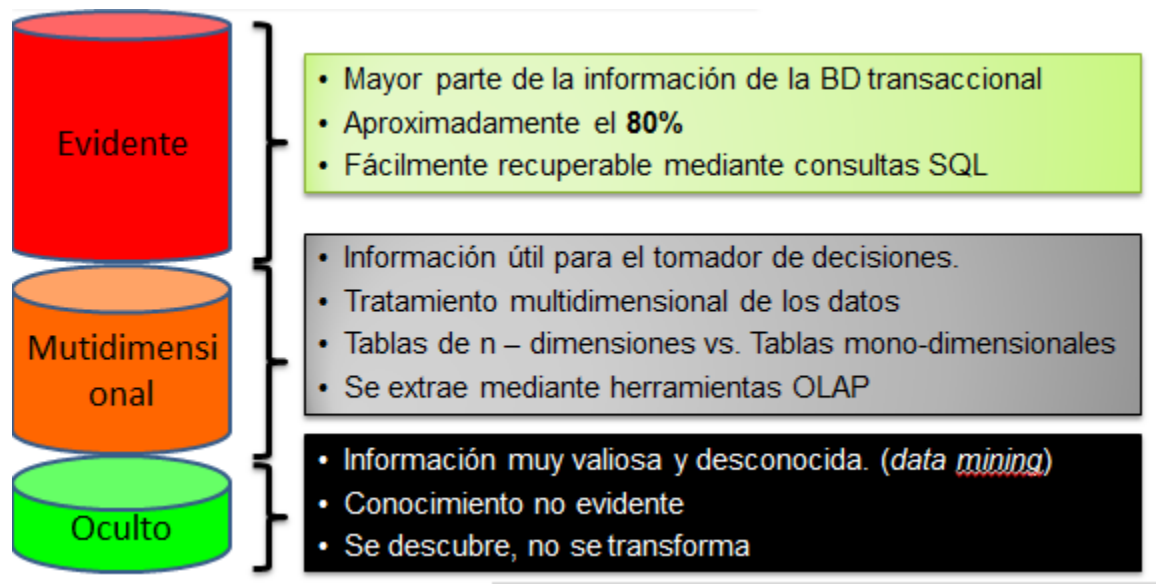 Evidente
• Mayor parte de la información de la BD transaccional
• Aproximadamente el 80%
• Fácilmente recuperable mediante consultas SQL
Mutidimensi
onal
• Información útil para el tomador de decisiones.
• Tratamiento multidimensional de los datos
• Tablas de n – dimensiones vs. Tablas mono-dimensionales
• Se extrae mediante herramientas OLAP
Oculto
• Información muy valiosa y desconocida. (data mining)
• Conocimiento no evidente
• Se descubre, no se transforma